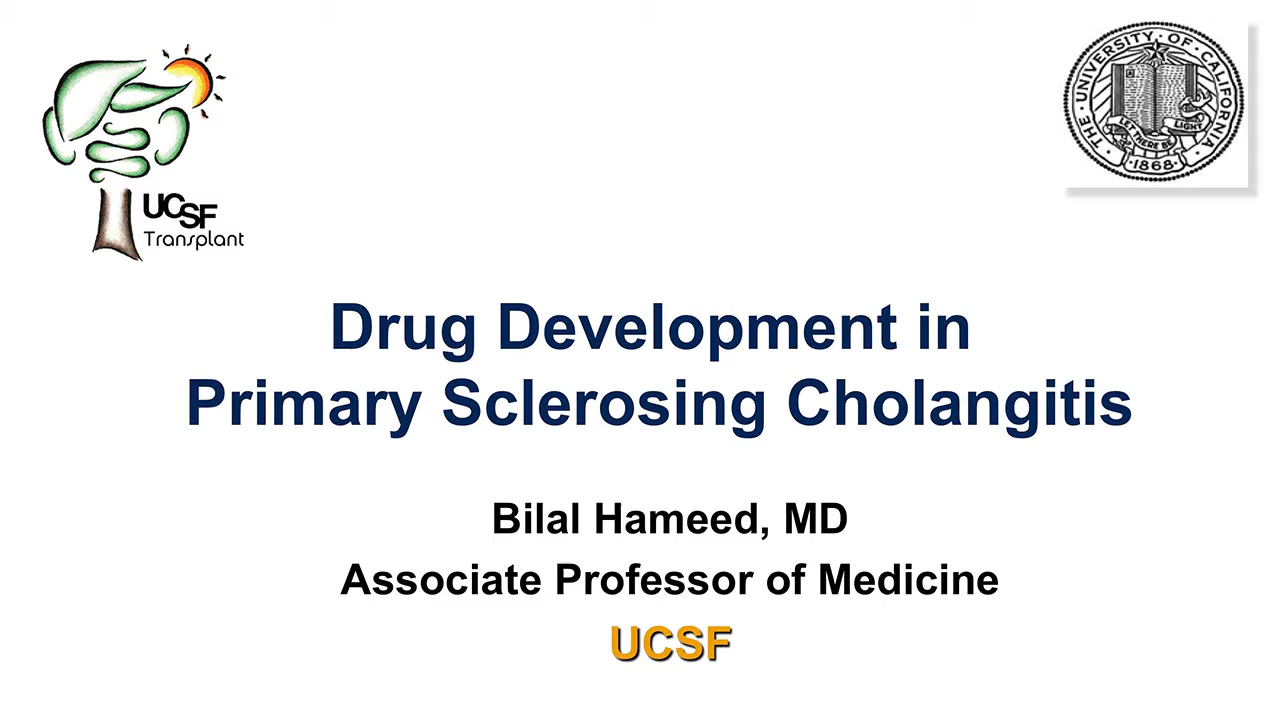 UCSF
Transplant
THE UNIVERSITY OF CALIFORNIA
LET THERE BE LIGHT
1868
Drug Development in
Primary Sclerosing Cholangitis
Bilal Hameed, MD
Associate Professor of Medicine
UCSF